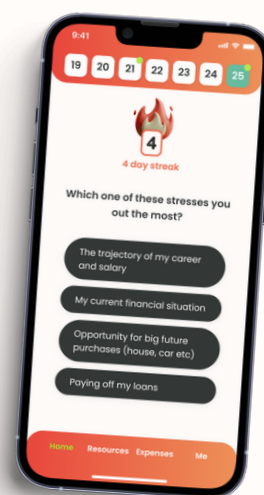 9:41
19 20 21 22 23 24 25
4
4 day streak
Which one of these stresses you
out the most?
The trajectory of my career
and salary
My current financial situation
Opportunity for big future
purchases (house, car etc)
Paying off my loans
Home Resources Expenses Me